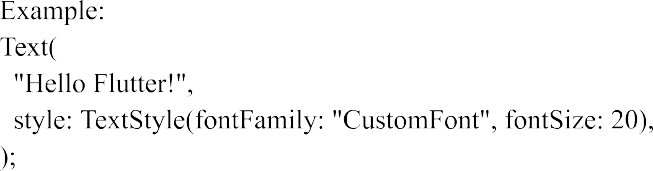 Example:
Text(
  "Hello Flutter!",
  style: TextStyle(fontFamily: "CustomFont", fontSize: 20),
);